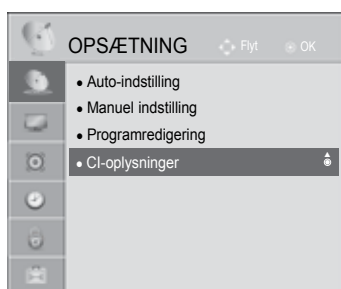 OPSÆTNING Flyt OK
• Auto-indstilling
• Manuel indstilling
• Programredigering
• CI-oplysninger